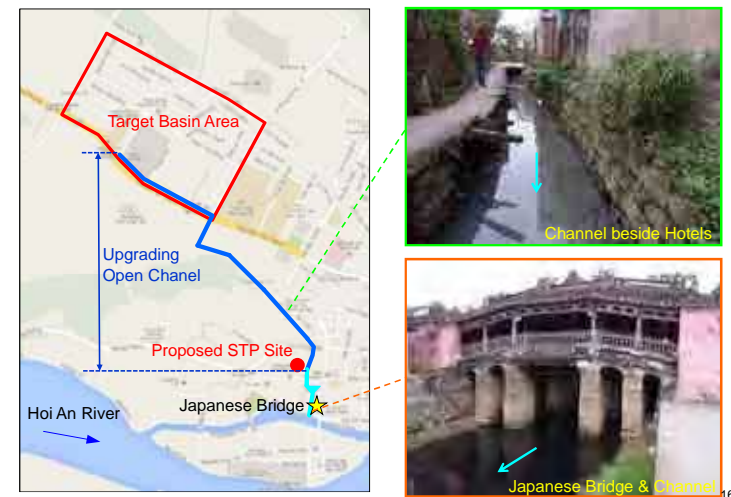 Target Basin Area
Upgrading
Open Chanel
Proposed STP Site
Japanese Bridge
Hoi An River
Channel beside Hotels
Japanese Bridge & Channel
16